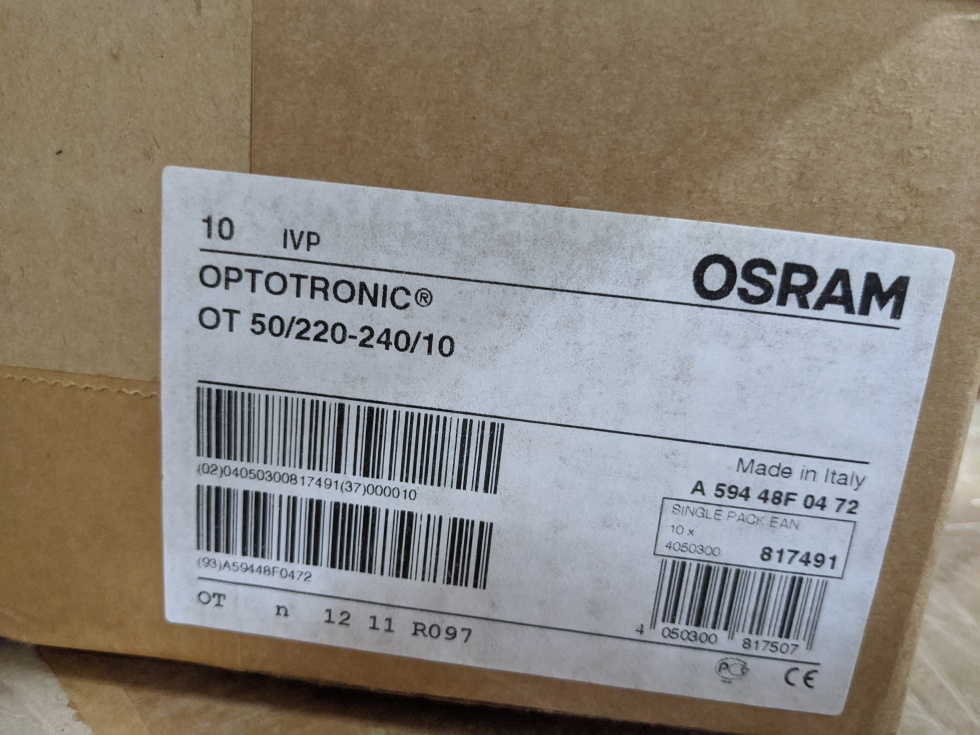 10 IVP
OSRAM
OPTOTRONIC®
OT 50/220-240/10
(02)04050300817491(37)000010
(93)A59448F0472
Made in Italy
A 594 48F 04 72
SINGLE PACK EAN
10 x
4050300 817491
4 050300 817507
OT n 12 11 R097
CE